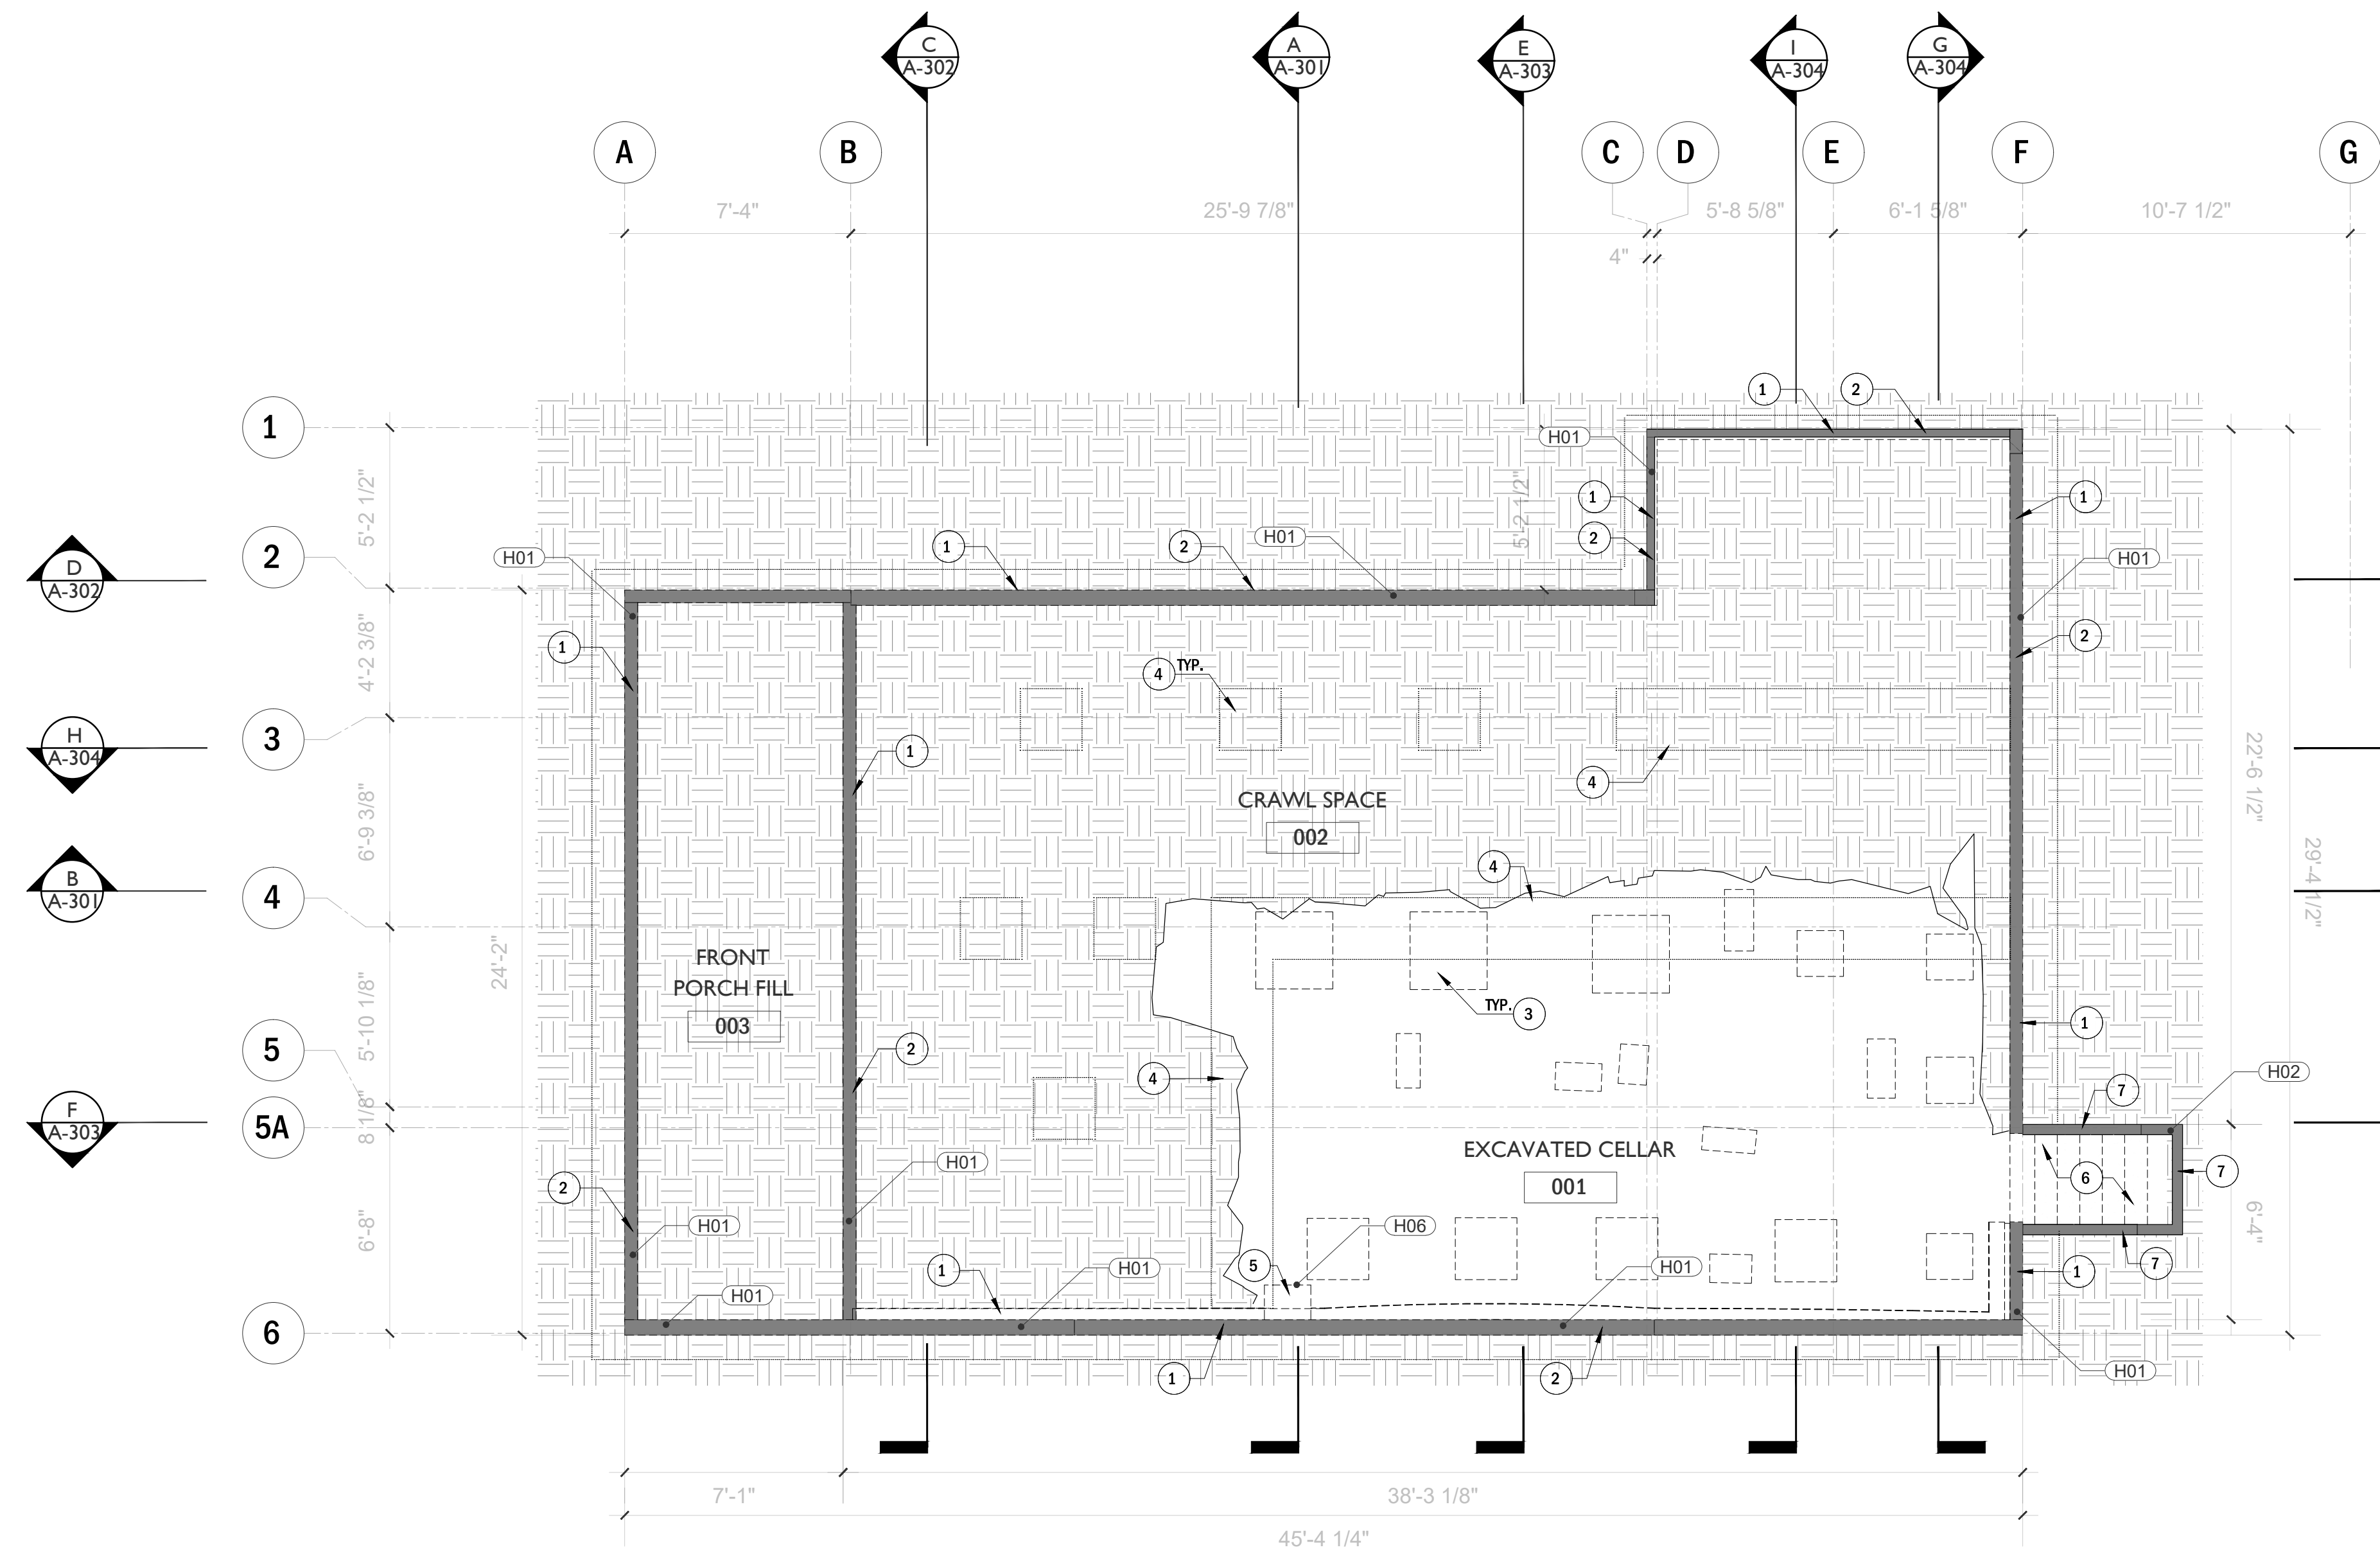 C
A-302
A
A-301
E
A-303
I
A-304
G
A-304
A
B
C
D
E
F
G
7'-4"
25'-9 7/8"
5'-8 5/8"
6'-1 5/8"
10'-7 1/2"
4"
1
1
2
H01
5'-2 1/2"
5'-2 1/2"
1
1
2
1
2
H01
2
H01
H01
D
A-302
1
2
4'-2 3/8"
4 TYP.
3
H
A-304
1
4
22'-6 1/2"
6'-9 3/8"
CRAWL SPACE
002
4
B
A-301
4
29'-4 1/2"
24'-2"
FRONT
PORCH FILL
003
5'-10 1/8"
TYP. 3
1
5
2
4
H02
7
F
A-303
8 1/8"
5A
EXCAVATED CELLAR
001
H01
6
7
2
H01
H06
6'-8"
6'-4"
5
1
H01
H01
1
7
H01
6
1
2
H01
7'-1"
38'-3 1/8"
45'-4 1/4"